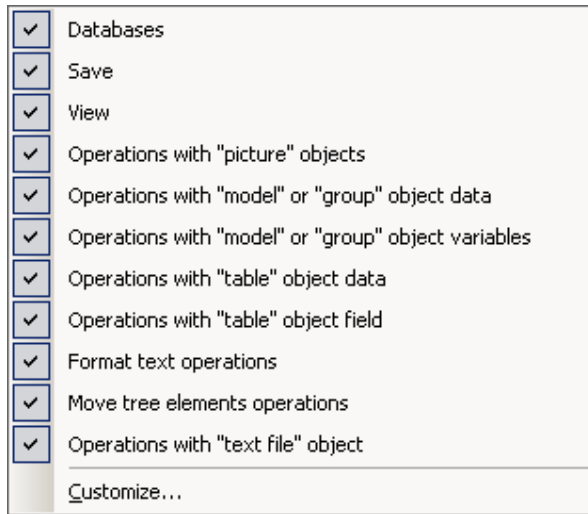 Databases
Save
View
Operations with "picture" objects
Operations with "model" or "group" object data
Operations with "model" or "group" object variables
Operations with "table" object data
Operations with "table" object field
Format text operations
Move tree elements operations
Operations with "text file" object
Customize...